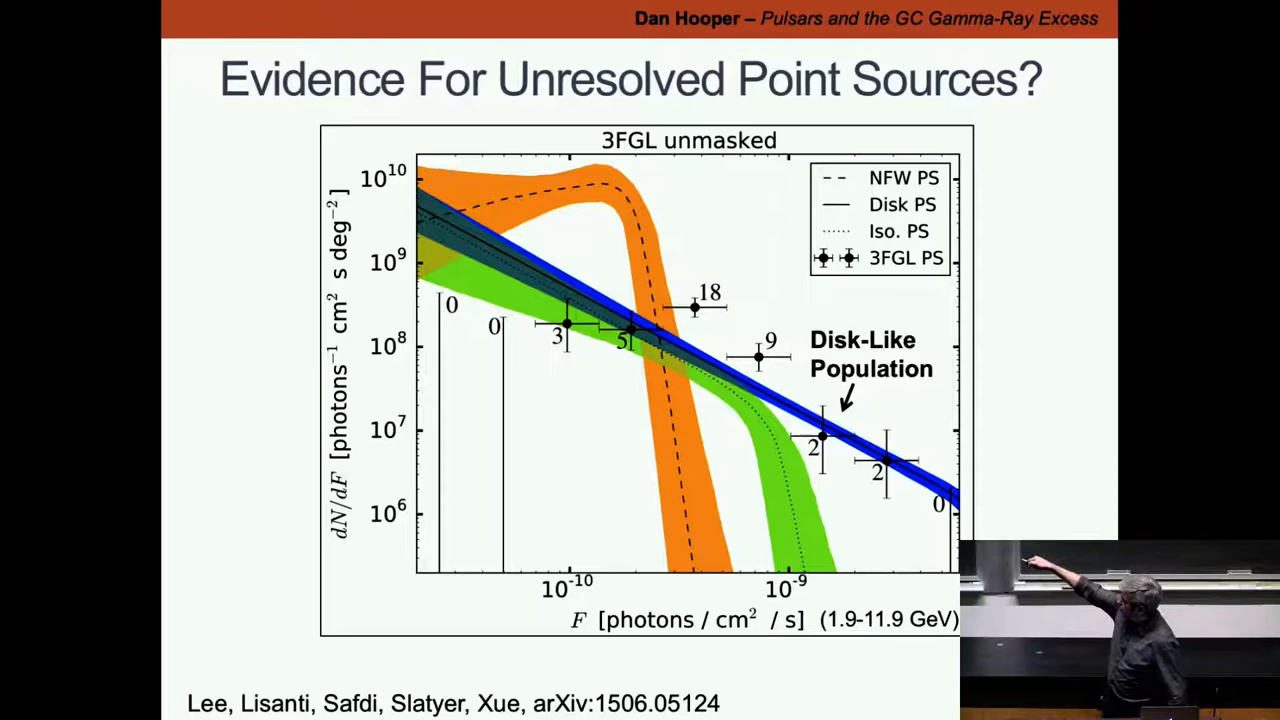 Dan Hooper – Pulsars and the GC Gamma-Ray Excess
Evidence For Unresolved Point Sources?
3FGL unmasked
dN/dF [photons⁻¹ cm² s deg⁻²]
10¹⁰
10⁹
10⁸
10⁷
10⁶
NFW PS
Disk PS
Iso. PS
3FGL PS
0
0
3
5
18
9
2
2
0
Disk-Like
Population
10⁻¹⁰
10⁻⁹
F [photons / cm² / s] (1.9-11.9 GeV)
Lee, Lisanti, Safdi, Slatyer, Xue, arXiv:1506.05124